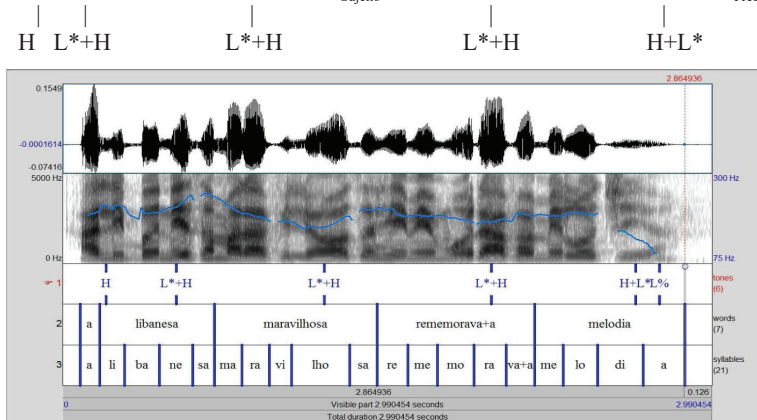 H L*+H L*+H L*+H H+L*
2.864936
0.1549
-0.0001614
-0.07416
5000 Hz 300 Hz
0 Hz 75 Hz
1 H L*+H L*+H L*+H H+L*L% tones
(6)
2 a libanesa maravilhosa rememorava+a melodia words
(7)
3 a li ba ne sa ma ra vi lho sa re me mo ra va+a me lo di a syllables
(21)
2.864936 0.126
0 Visible part 2.990454 seconds 2.990454
Total duration 2.990454 seconds